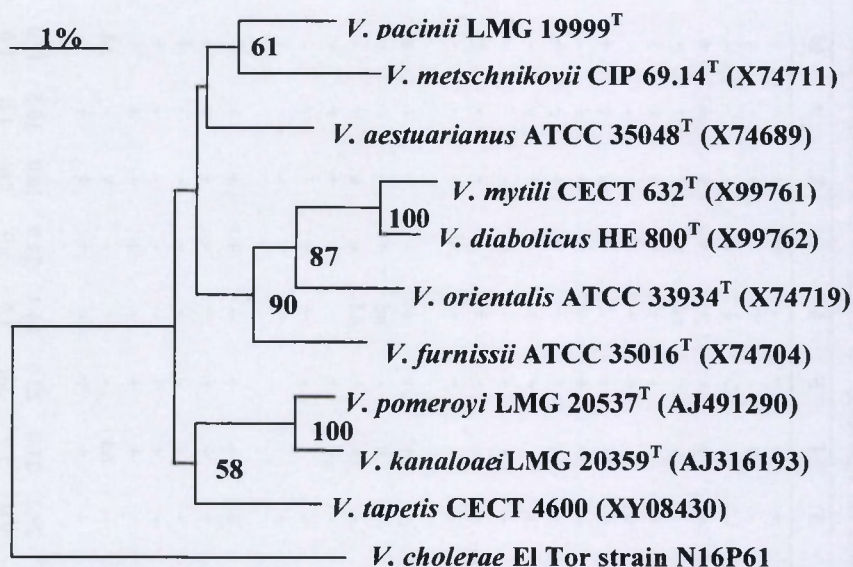 V. pacinii LMG 19999T
1%
61
V. metschnikovii CIP 69.14T (X74711)
V. aestuarianus ATCC 35048T (X74689)
V. mytili CECT 632T (X99761)
100
V. diabolicus HE 800T (X99762)
87
V. orientalis ATCC 33934T (X74719)
90
V. furnissii ATCC 35016T (X74704)
V. pomeroyi LMG 20537T (AJ491290)
100
V. kanaloaei LMG 20359T (AJ316193)
58
V. tapetis CECT 4600 (XY08430)
V. cholerae El Tor strain N16P61